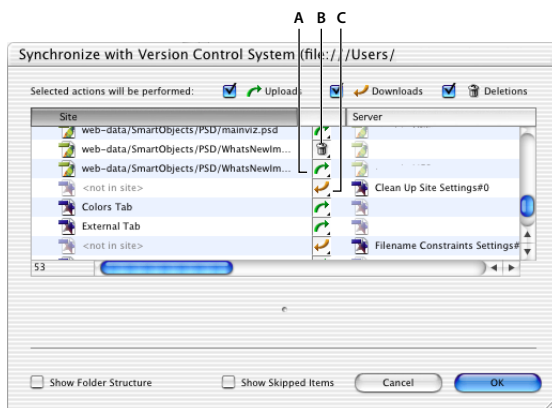 A B C
Synchronize with Version Control System (file:///Users/
Selected actions will be performed: Uploads Downloads Deletions
Site Server
web-data/SmartObjects/PSD/mainviz.psd
web-data/SmartObjects/PSD/WhatsNewIm...
web-data/SmartObjects/PSD/WhatsNewIm...
<not in site> Clean Up Site Settings#0
Colors Tab
External Tab
<not in site> Filename Constraints Settings#
53
Show Folder Structure Show Skipped Items Cancel OK